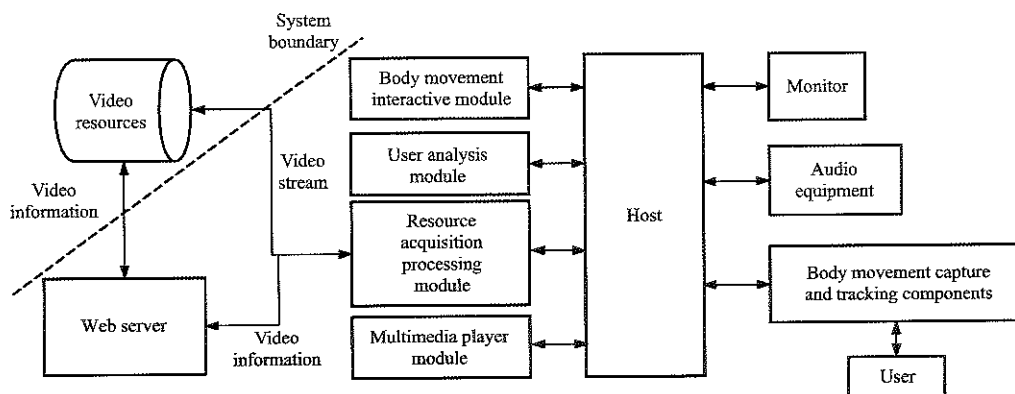 System
boundary
Video
resources
Video
information
Web server
Video
stream
Video
information
Body movement
interactive module
User analysis
module
Resource
acquisition
processing
module
Multimedia player
module
Host
Monitor
Audio
equipment
Body movement capture
and tracking components
User